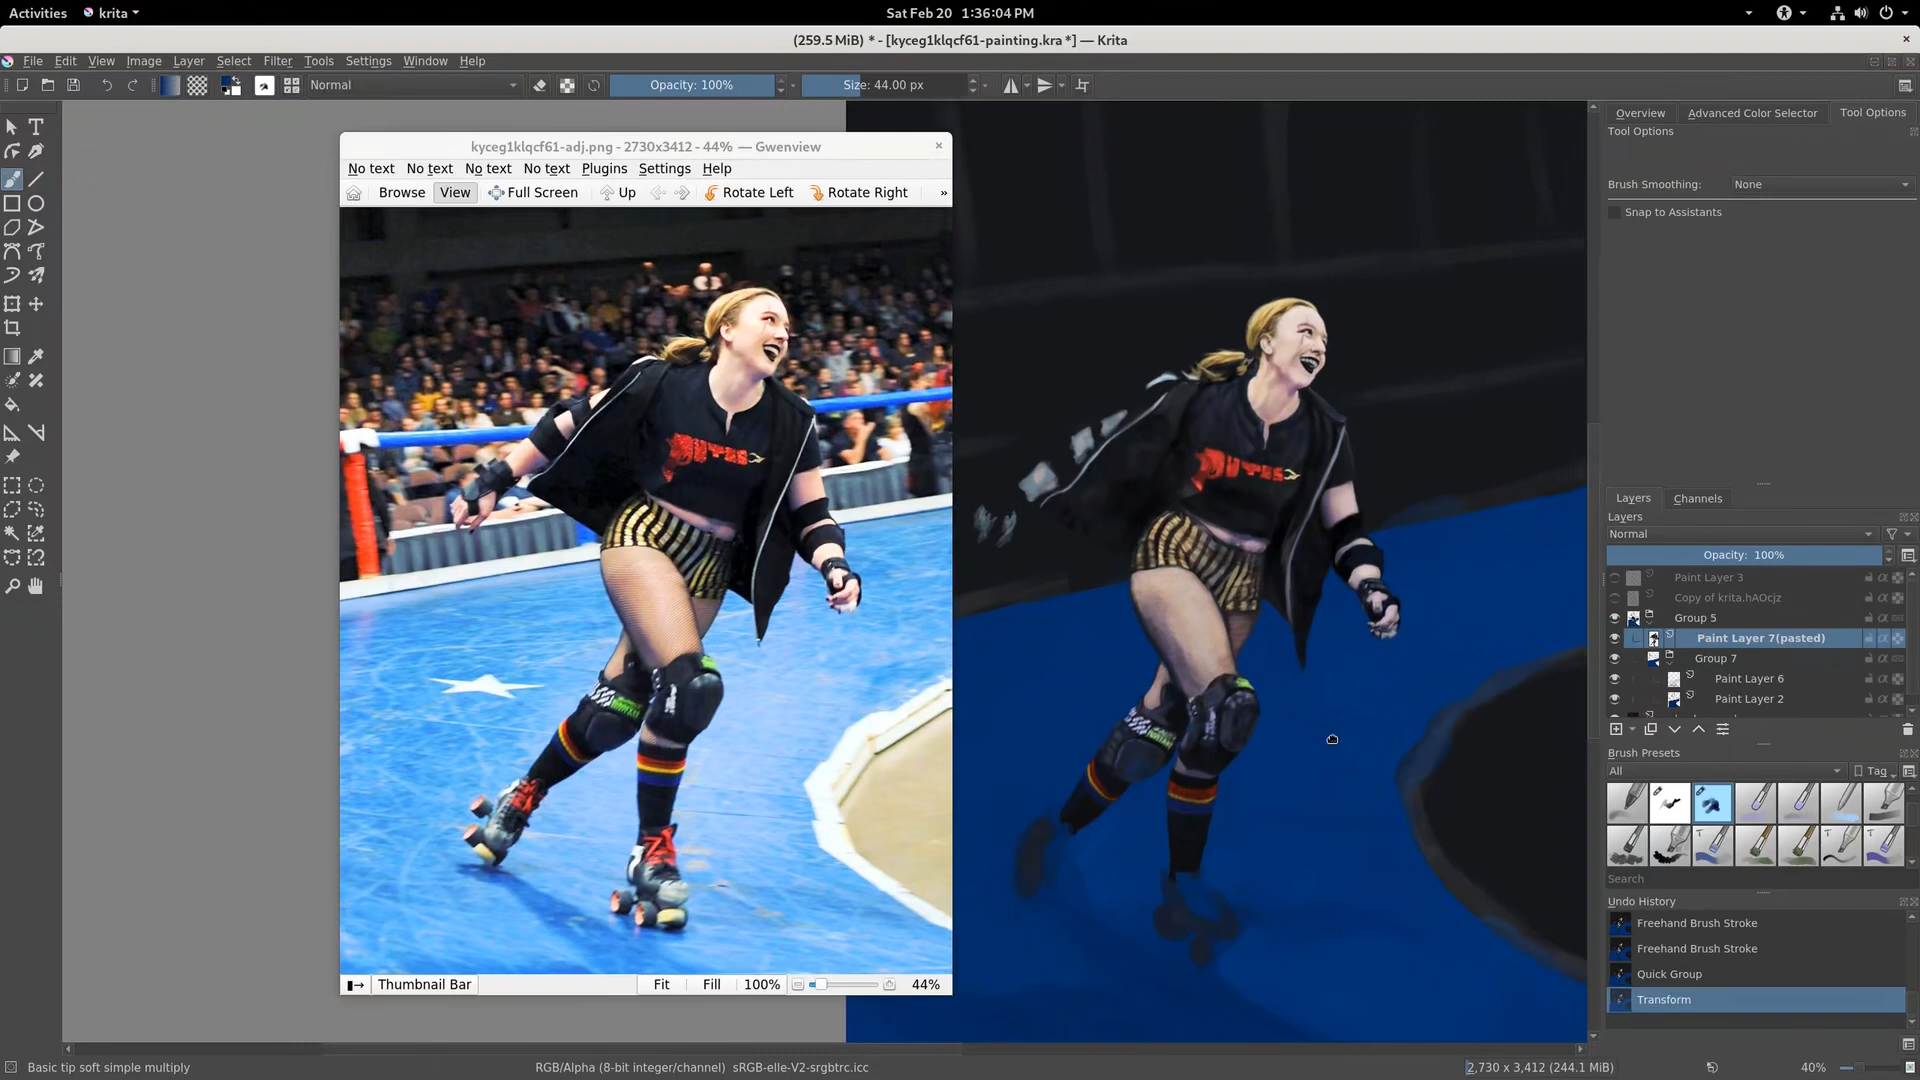 Activities krita Sat Feb 20 1:36:04 PM
(259.5 MiB) * - [kyceg1klqcf61-painting.kra *] — Krita
File Edit View Image Layer Filter Tools Settings Window Help
Normal Opacity: 100% Size: 44.00 px
Overview Advanced Color Selector Tool Options
Tool Options
kyceg1klqcf61-adj.png - 2730x3412 - 44% — Gwenview
No text No text No text No text Plugins Settings Help
Browse View Full Screen Up Rotate Left Rotate Right »
Brush Smoothing: None
Snap to Assistants
Layers Channels
Layers
Normal
Opacity: 100%
Paint Layer 3
Copy of krita.hAOcjz
Group 5
Paint Layer 7(pasted)
Group 7
Paint Layer 6
Paint Layer 2
Brush Presets
All Tag
Search
Undo History
Freehand Brush Stroke
Freehand Brush Stroke
Quick Group
Transform
Thumbnail Bar Fit Fill 100% 44%
Basic tip soft simple multiply RGB/Alpha (8-bit integer/channel) sRGB-elle-V2-srgbtrc.icc 2,730 x 3,412 (244.1 MiB) 40%